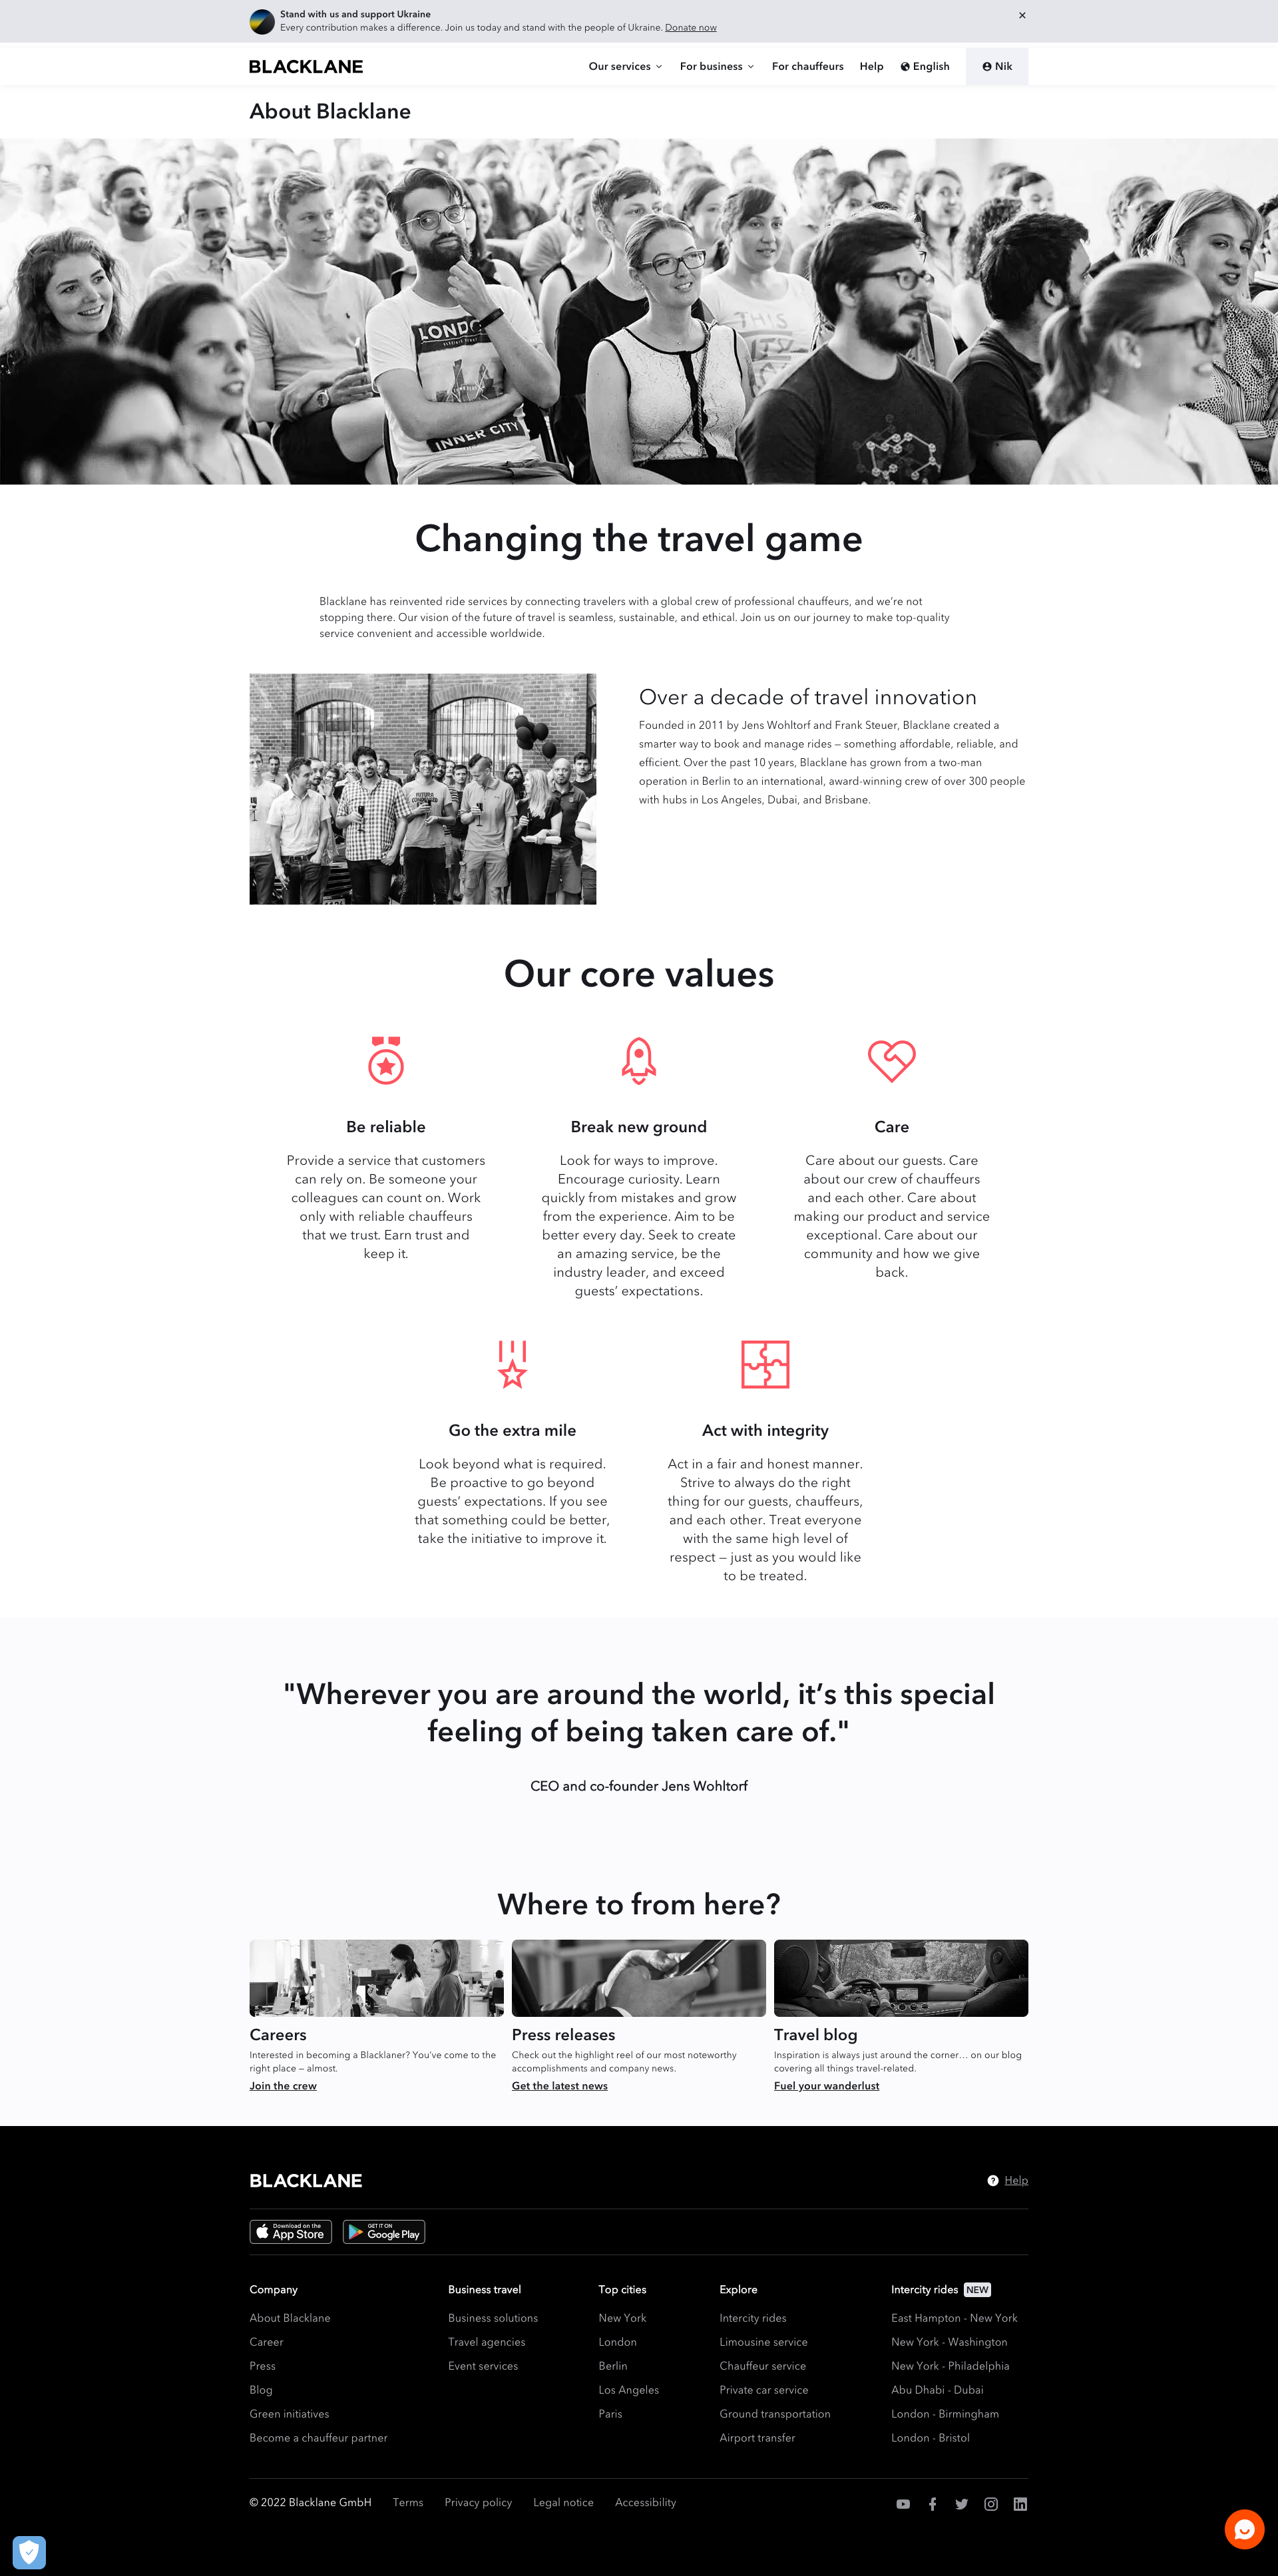 Stand with us and support Ukraine
Every contribution makes a difference. Join us today and stand with the people of Ukraine. Donate now
BLACKLANE
Our services
For business
For chauffeurs
Help
English
Nik
About Blacklane
LONDO
INNER CITY
THIS
Changing the travel game
Blacklane has reinvented ride services by connecting travelers with a global crew of professional chauffeurs, and we’re not
stopping there. Our vision of the future of travel is seamless, sustainable, and ethical. Join us on our journey to make top-quality
service convenient and accessible worldwide.
Over a decade of travel innovation
Founded in 2011 by Jens Wohltorf and Frank Steuer, Blacklane created a
smarter way to book and manage rides – something affordable, reliable, and
efficient. Over the past 10 years, Blacklane has grown from a two-man
operation in Berlin to an international, award-winning crew of over 300 people
with hubs in Los Angeles, Dubai, and Brisbane.
Our core values
Be reliable
Provide a service that customers
can rely on. Be someone your
colleagues can count on. Work
only with reliable chauffeurs
that we trust. Earn trust and
keep it.
Break new ground
Look for ways to improve.
Encourage curiosity. Learn
quickly from mistakes and grow
from the experience. Aim to be
better every day. Seek to create
an amazing service, be the
industry leader, and exceed
guests’ expectations.
Care
Care about our guests. Care
about our crew of chauffeurs
and each other. Care about
making our product and service
exceptional. Care about our
community and how we give
back.
Go the extra mile
Look beyond what is required.
Be proactive to go beyond
guests’ expectations. If you see
that something could be better,
take the initiative to improve it.
Act with integrity
Act in a fair and honest manner.
Strive to always do the right
thing for our guests, chauffeurs,
and each other. Treat everyone
with the same high level of
respect – just as you would like
to be treated.
"Wherever you are around the world, it’s this special
feeling of being taken care of."
CEO and co-founder Jens Wohltorf
Where to from here?
Careers
Interested in becoming a Blacklaner? You’ve come to the
right place – almost.
Join the crew
Press releases
Check out the highlight reel of our most noteworthy
accomplishments and company news.
Get the latest news
Travel blog
Inspiration is always just around the corner… on our blog
covering all things travel-related.
Fuel your wanderlust
BLACKLANE
Help
Download on the
App Store
GET IT ON
Google Play
Company
About Blacklane
Career
Press
Blog
Green initiatives
Become a chauffeur partner
Business travel
Business solutions
Travel agencies
Event services
Top cities
New York
London
Berlin
Los Angeles
Paris
Explore
Intercity rides
Limousine service
Chauffeur service
Private car service
Ground transportation
Airport transfer
Intercity rides NEW
East Hampton - New York
New York - Washington
New York - Philadelphia
Abu Dhabi - Dubai
London - Birmingham
London - Bristol
© 2022 Blacklane GmbH
Terms
Privacy policy
Legal notice
Accessibility